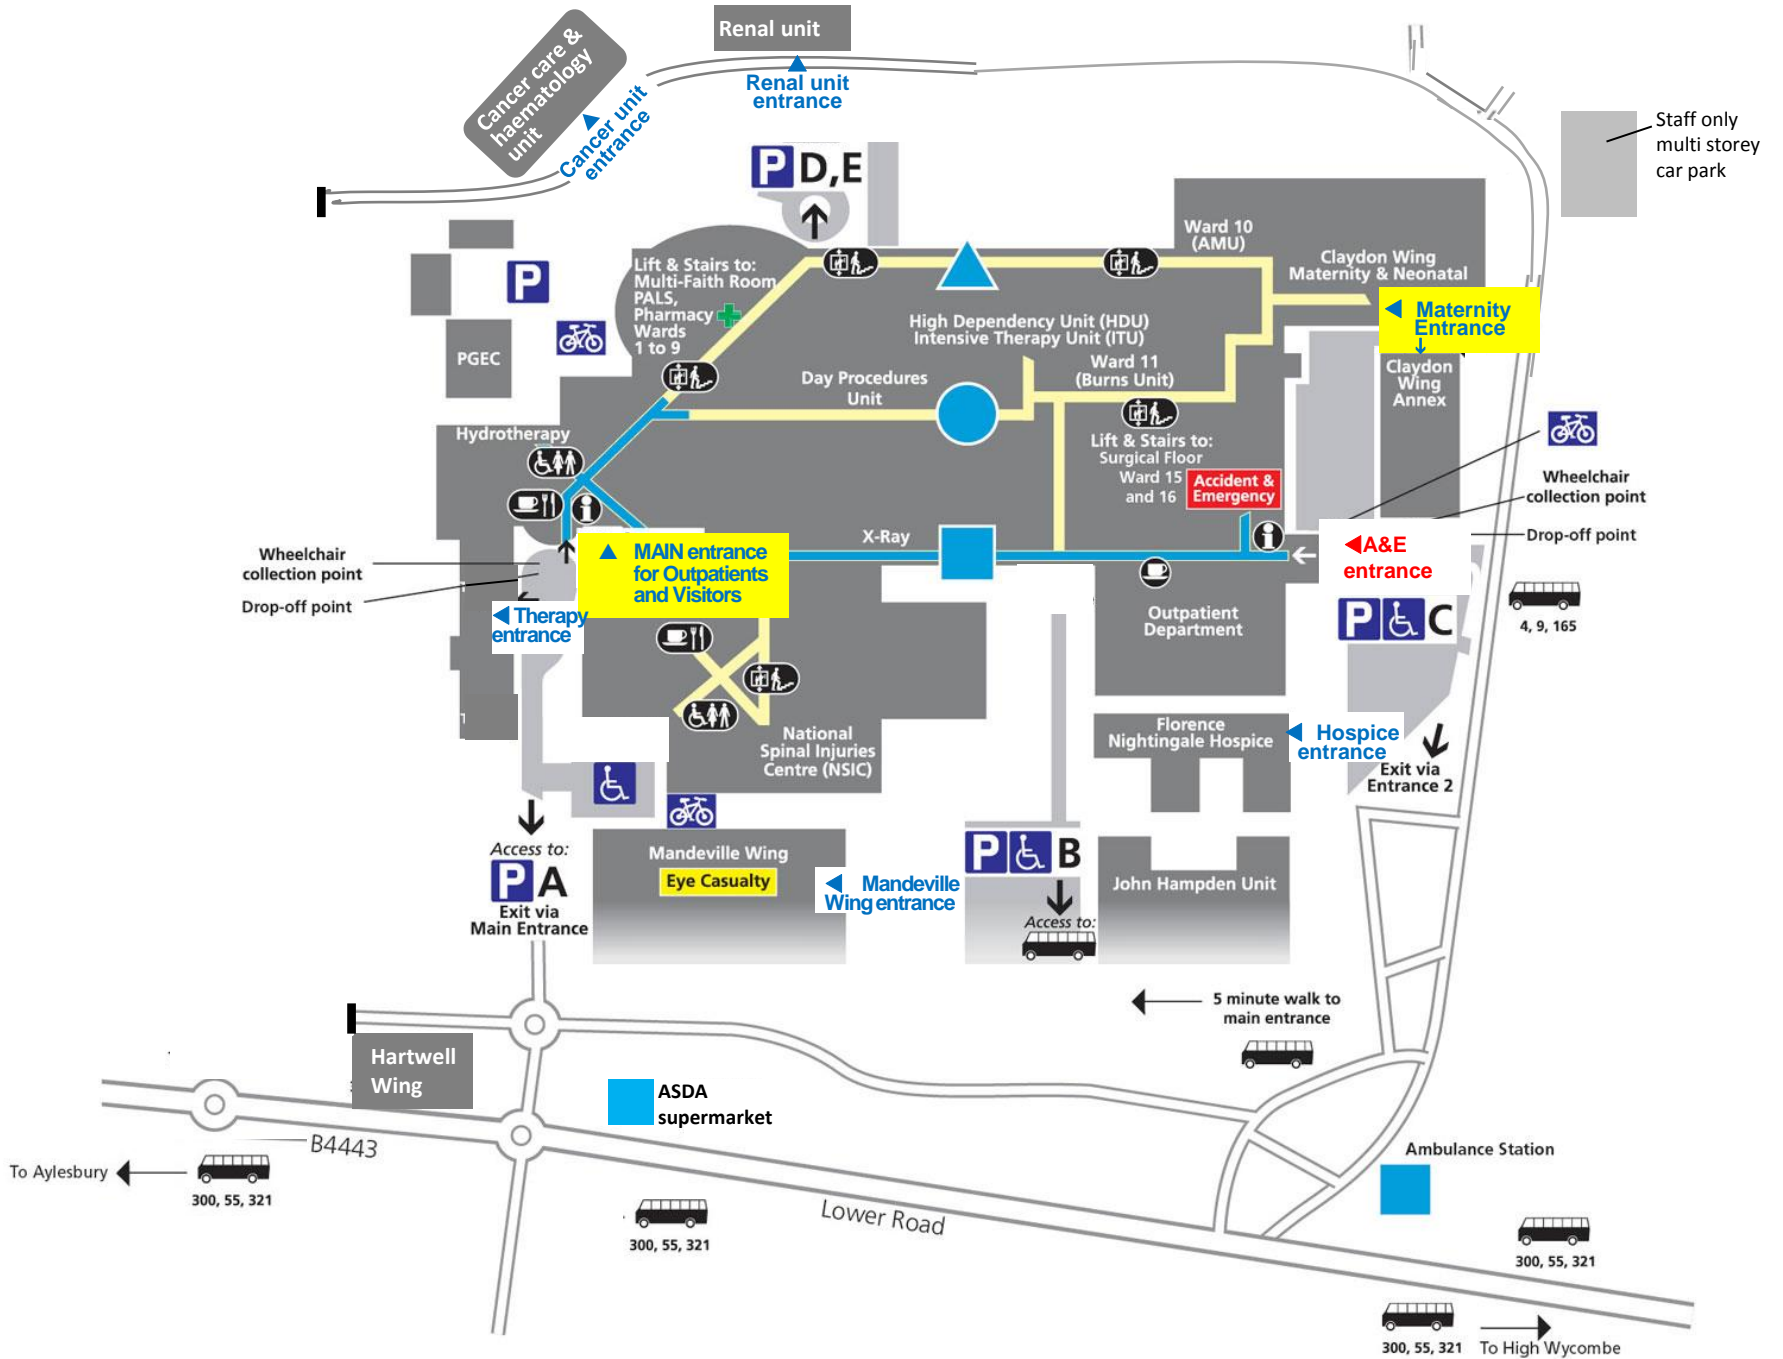 Renal unit
Cancer care &
haematology
unit
Renal unit
entrance
Cancer unit
entrance
Staff only
multi storey
car park
P D,E
Ward 10
(AMU)
Claydon Wing
Maternity & Neonatal
Lift & Stairs to:
Multi-Faith Room
PALS,
Pharmacy
Wards
1 to 9
P
Maternity
Entrance
High Dependency Unit (HDU)
Intensive Therapy Unit (ITU)
PGEC
Ward 11
(Burns Unit)
Day Procedures
Unit
Claydon
Wing
Annex
Hydrotherapy
Lift & Stairs to:
Surgical Floor
Ward 15
and 16
Accident &
Emergency
Wheelchair
collection point
Drop-off point
X-Ray
i
i
MAIN entrance
for Outpatients
and Visitors
A&E
entrance
Wheelchair
collection point
Drop-off point
Therapy
entrance
Outpatient
Department
P C
4, 9, 165
National
Spinal Injuries
Centre (NSIC)
Florence
Nightingale Hospice
Hospice
entrance
Exit via
Entrance 2
Access to:
P A
Exit via
Main Entrance
Mandeville Wing
Eye Casualty
Mandeville
Wing entrance
P B
Access to:
John Hampden Unit
5 minute walk to
main entrance
Hartwell
Wing
ASDA
supermarket
B4443
To Aylesbury
300, 55, 321
300, 55, 321
Lower Road
Ambulance Station
300, 55, 321
300, 55, 321
To High Wycombe